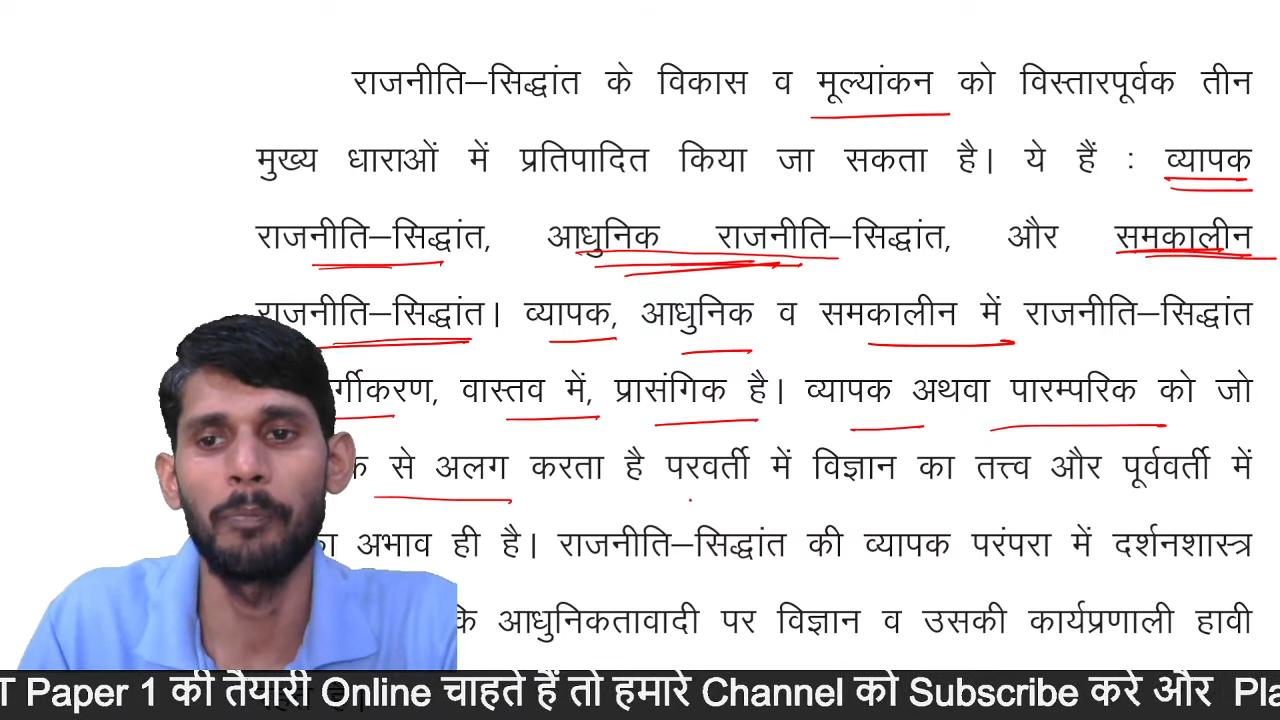 राजनीति–सिद्धांत के विकास व मूल्यांकन को विस्तारपूर्वक तीन
मुख्य धाराओं में प्रतिपादित किया जा सकता है। ये हैं : व्यापक
राजनीति–सिद्धांत, आधुनिक राजनीति–सिद्धांत, और समकालीन
राजनीति–सिद्धांत। व्यापक, आधुनिक व समकालीन में राजनीति–सिद्धांत
वास्तव में, प्रासंगिक है। व्यापक अथवा पारम्परिक को जो
से अलग करता है परवर्ती में विज्ञान का तत्त्व और पूर्ववर्ती में
अभाव ही है। राजनीति–सिद्धांत की व्यापक परंपरा में दर्शनशास्त्र
आधुनिकतावादी पर विज्ञान व उसकी कार्यप्रणाली हावी
T Paper 1 की तैयारी Online चाहते हैं तो हमारे Channel को Subscribe करे और Pla